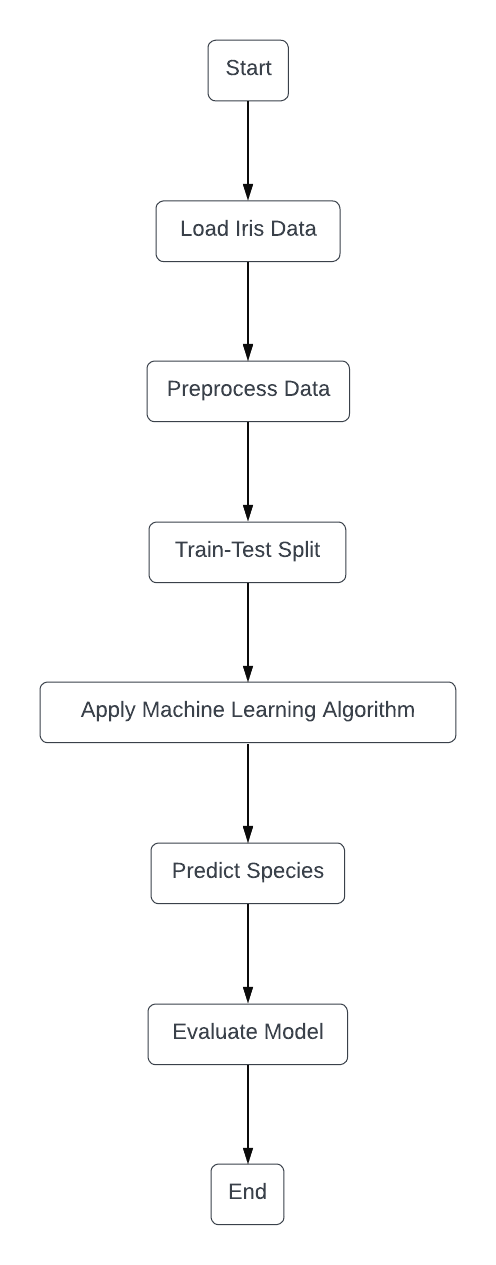 Start
Load Iris Data
Preprocess Data
Train-Test Split
Apply Machine Learning Algorithm
Predict Species
Evaluate Model
End